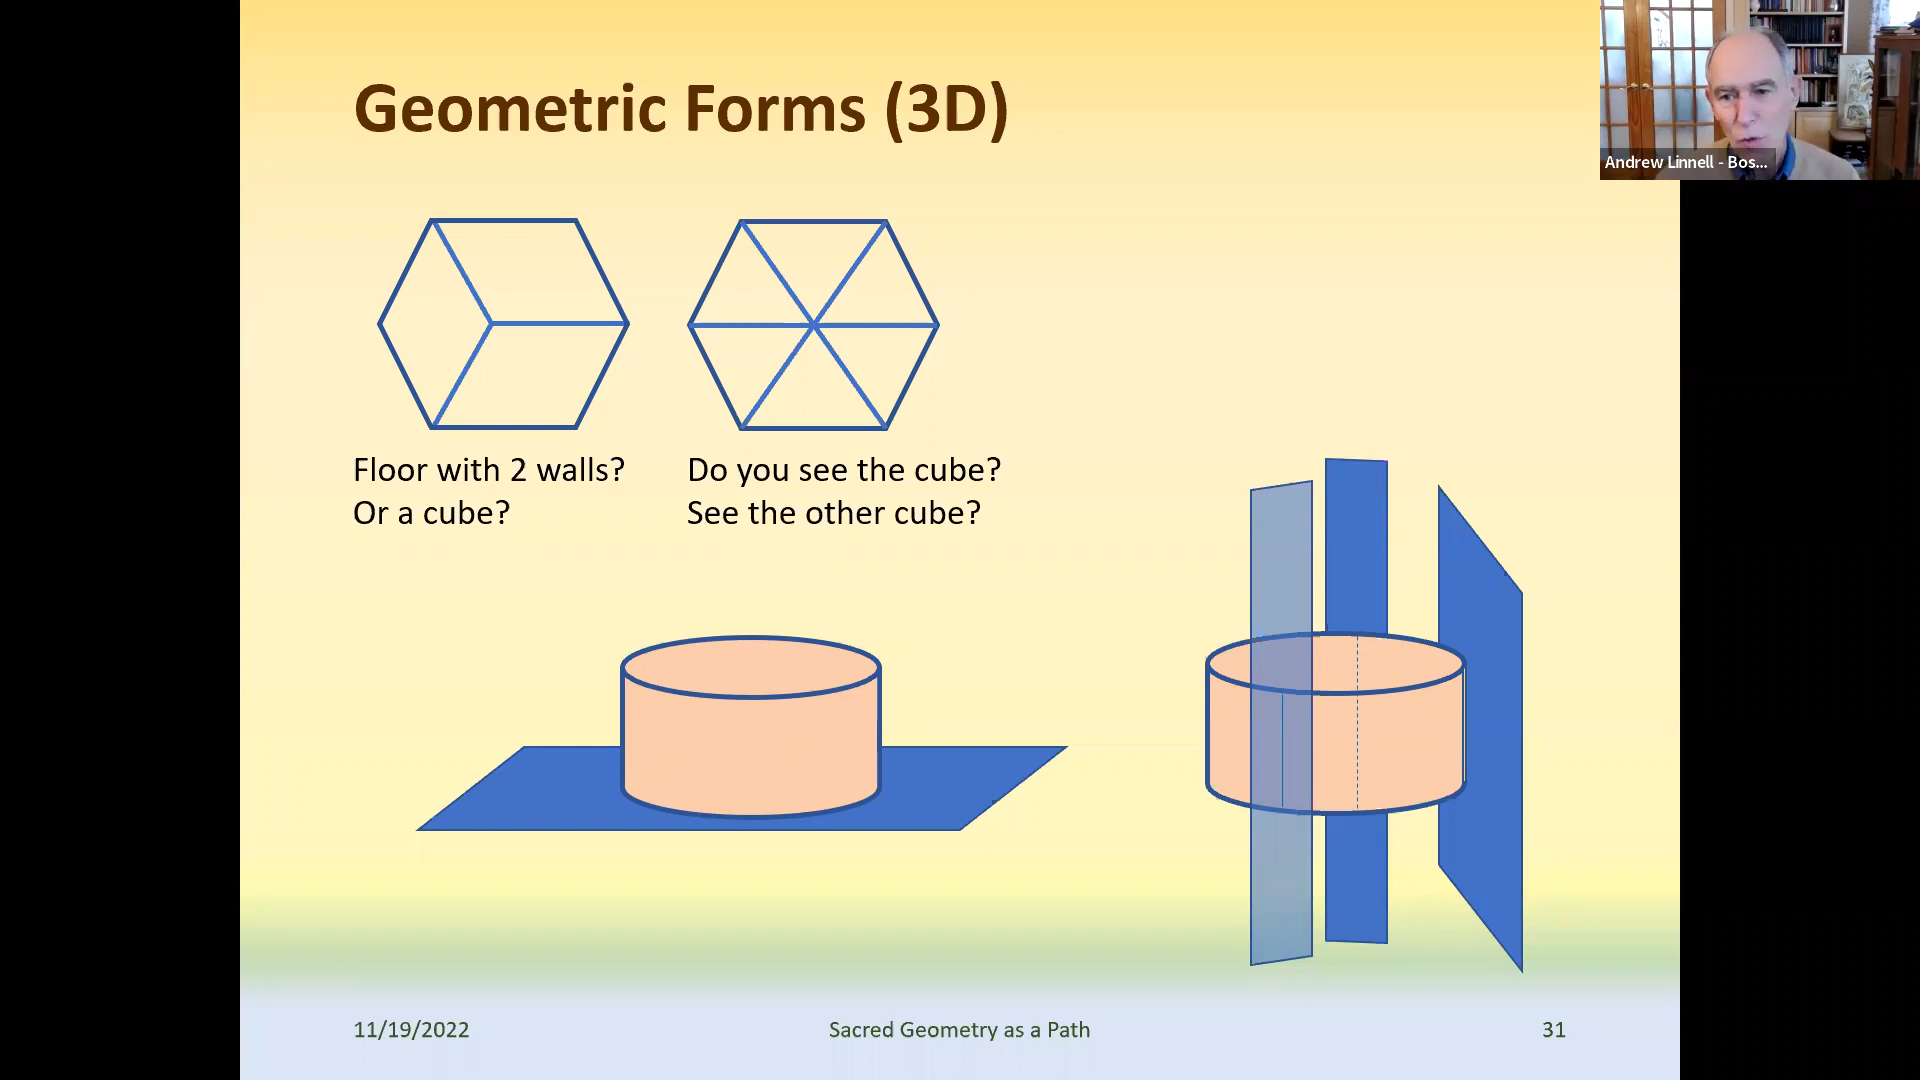 Geometric Forms (3D)
Andrew Linnell - Bos...
Floor with 2 walls?
Or a cube?
Do you see the cube?
See the other cube?
11/19/2022
Sacred Geometry as a Path
31